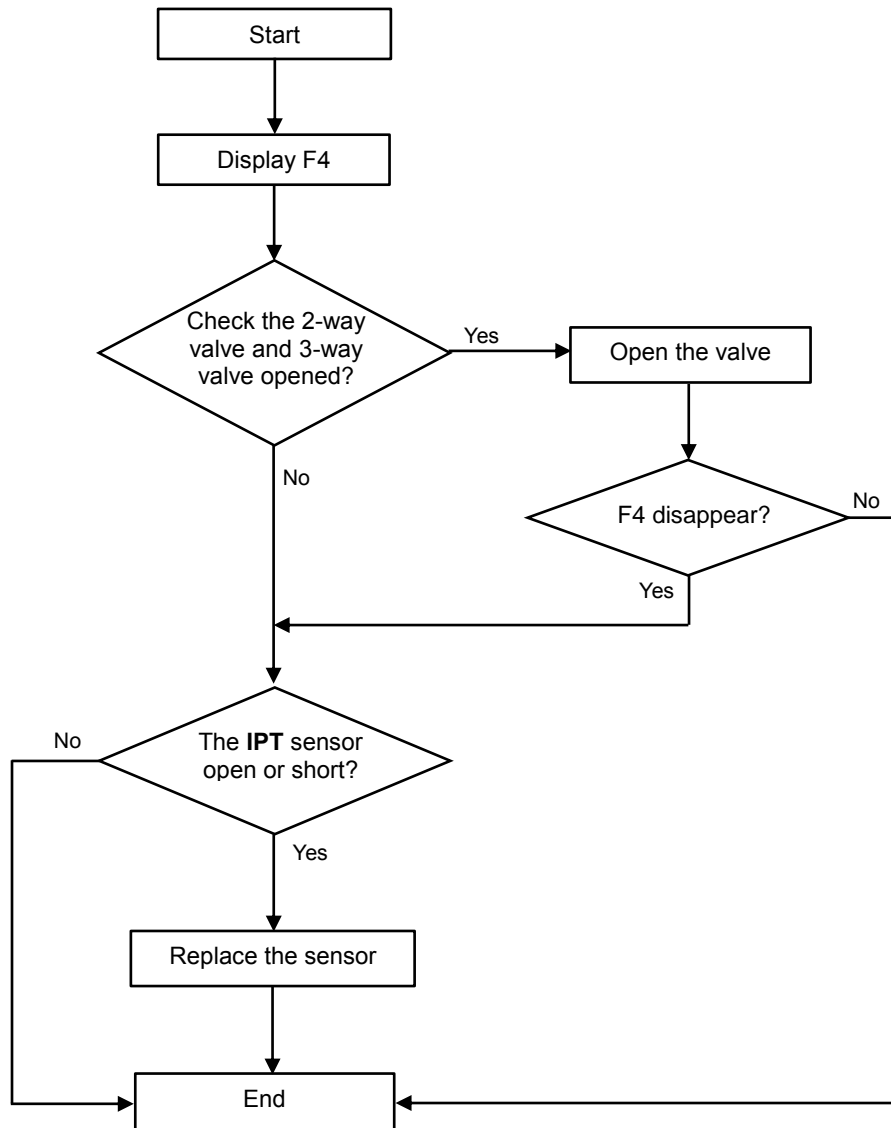 Start
Display F4
Check the 2-way
valve and 3-way
valve opened?
Yes
Open the valve
No
F4 disappear?
No
Yes
No
The IPT sensor
open or short?
Yes
Replace the sensor
End